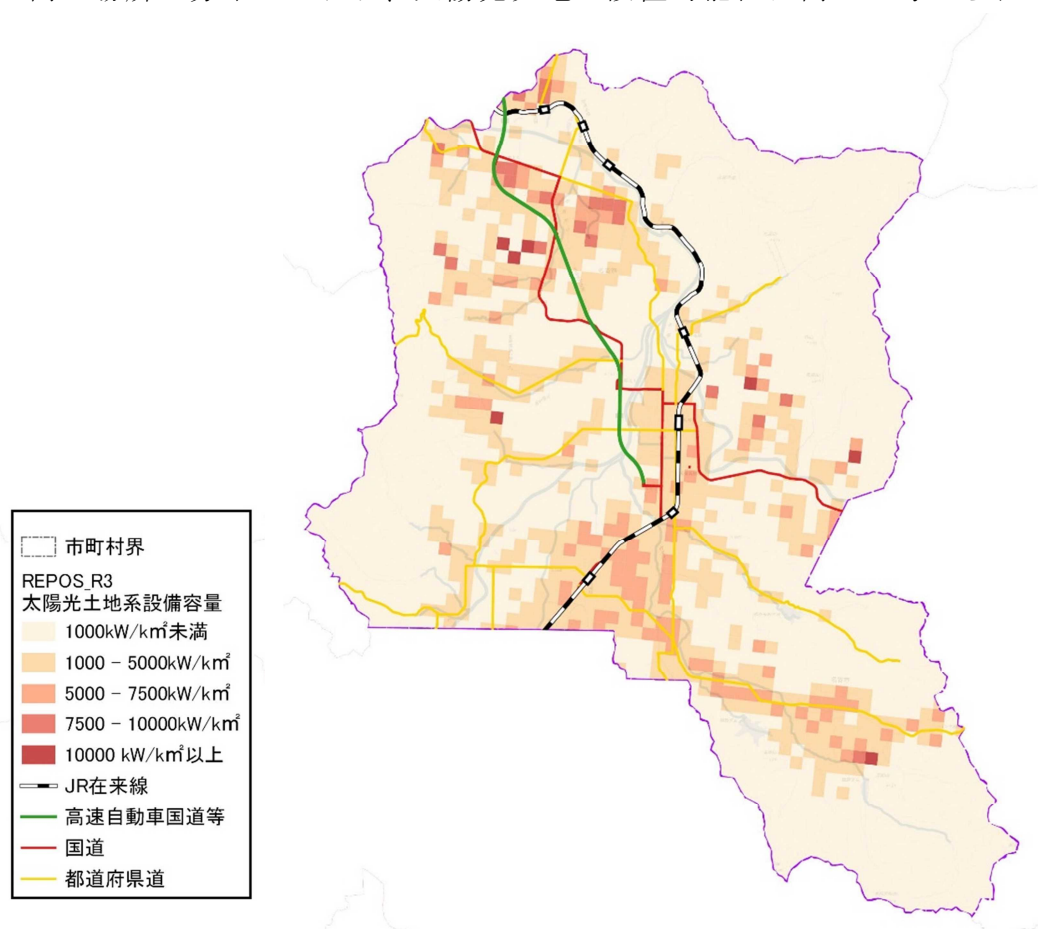 市町村界
REPOS_R3
太陽光土地系設備容量
1000kW/k㎡未満
1000 - 5000kW/k㎡
5000 - 7500kW/k㎡
7500 - 10000kW/k㎡
10000 kW/k㎡以上
JR在来線
高速自動車国道等
国道
都道府県道